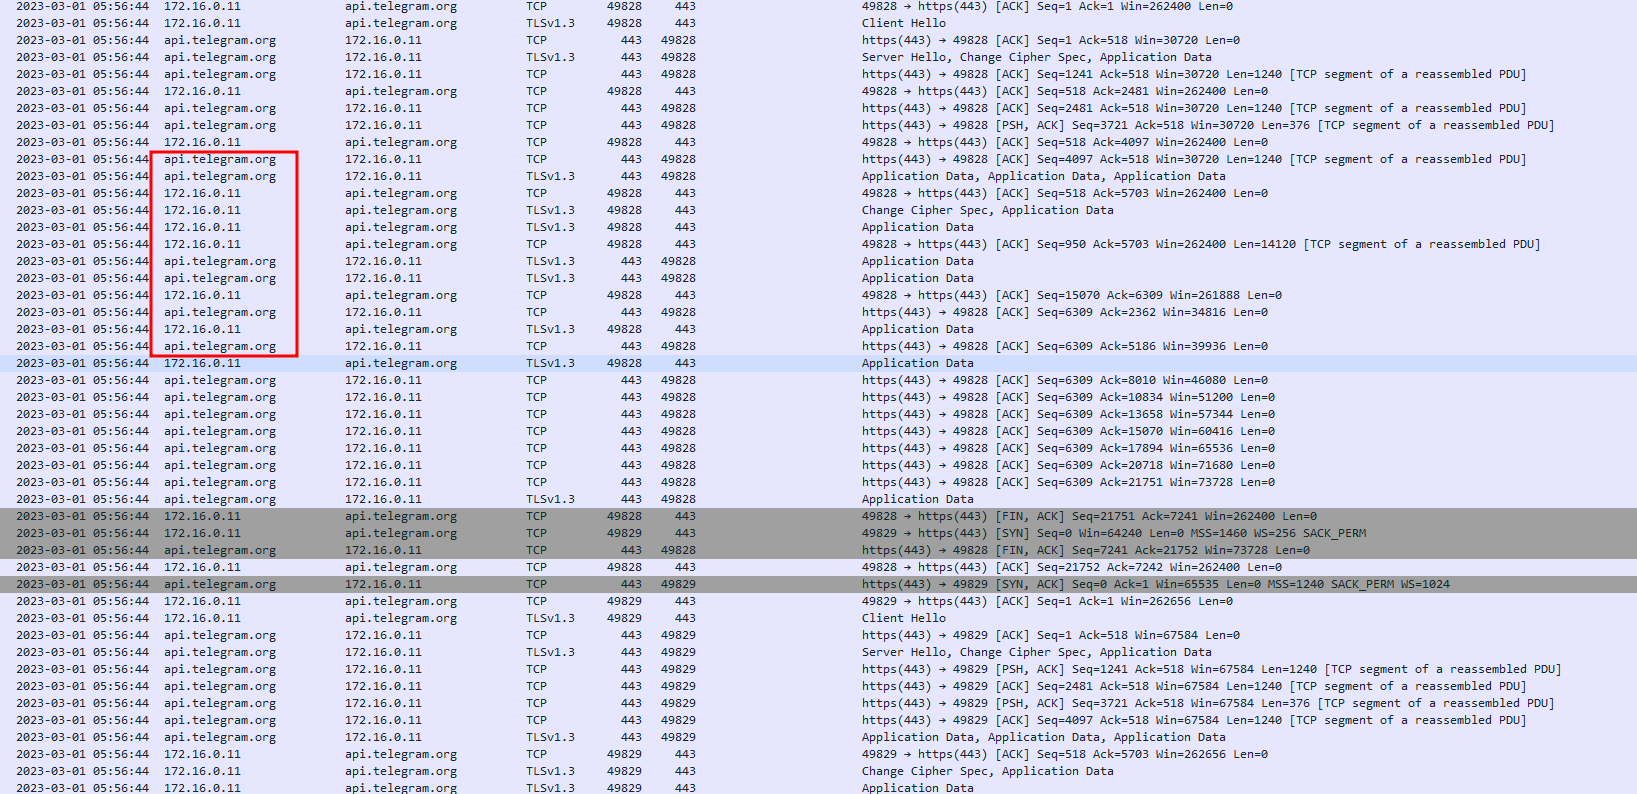 2023-03-01 05:56:44 172.16.0.11 api.telegram.org TCP 49828 443 49828 → https(443) [ACK] Seq=1 Ack=1 Win=262400 Len=0
2023-03-01 05:56:44 172.16.0.11 api.telegram.org TLSv1.3 49828 443 Client Hello
2023-03-01 05:56:44 api.telegram.org 172.16.0.11 TCP 443 49828 https(443) → 49828 [ACK] Seq=1 Ack=518 Win=30720 Len=0
2023-03-01 05:56:44 api.telegram.org 172.16.0.11 TLSv1.3 443 49828 Server Hello, Change Cipher Spec, Application Data
2023-03-01 05:56:44 api.telegram.org 172.16.0.11 TCP 443 49828 https(443) → 49828 [ACK] Seq=1241 Ack=518 Win=30720 Len=1240 [TCP segment of a reassembled PDU]
2023-03-01 05:56:44 172.16.0.11 api.telegram.org TCP 49828 443 49828 → https(443) [ACK] Seq=518 Ack=2481 Win=262400 Len=0
2023-03-01 05:56:44 api.telegram.org 172.16.0.11 TCP 443 49828 https(443) → 49828 [ACK] Seq=2481 Ack=518 Win=30720 Len=1240 [TCP segment of a reassembled PDU]
2023-03-01 05:56:44 api.telegram.org 172.16.0.11 TCP 443 49828 https(443) → 49828 [PSH, ACK] Seq=3721 Ack=518 Win=30720 Len=376 [TCP segment of a reassembled PDU]
2023-03-01 05:56:44 172.16.0.11 api.telegram.org TCP 49828 443 49828 → https(443) [ACK] Seq=518 Ack=4097 Win=262400 Len=0
2023-03-01 05:56:44 api.telegram.org 172.16.0.11 TCP 443 49828 https(443) → 49828 [ACK] Seq=4097 Ack=518 Win=30720 Len=1240 [TCP segment of a reassembled PDU]
2023-03-01 05:56:44 api.telegram.org 172.16.0.11 TLSv1.3 443 49828 Application Data, Application Data, Application Data
2023-03-01 05:56:44 172.16.0.11 api.telegram.org TCP 49828 443 49828 → https(443) [ACK] Seq=518 Ack=5703 Win=262400 Len=0
2023-03-01 05:56:44 172.16.0.11 api.telegram.org TLSv1.3 49828 443 Change Cipher Spec, Application Data
2023-03-01 05:56:44 172.16.0.11 api.telegram.org TLSv1.3 49828 443 Application Data
2023-03-01 05:56:44 172.16.0.11 api.telegram.org TCP 49828 443 49828 → https(443) [ACK] Seq=950 Ack=5703 Win=262400 Len=14120 [TCP segment of a reassembled PDU]
2023-03-01 05:56:44 api.telegram.org 172.16.0.11 TLSv1.3 443 49828 Application Data
2023-03-01 05:56:44 api.telegram.org 172.16.0.11 TLSv1.3 443 49828 Application Data
2023-03-01 05:56:44 172.16.0.11 api.telegram.org TCP 49828 443 49828 → https(443) [ACK] Seq=15070 Ack=6309 Win=261888 Len=0
2023-03-01 05:56:44 api.telegram.org 172.16.0.11 TCP 443 49828 https(443) → 49828 [ACK] Seq=6309 Ack=2362 Win=34816 Len=0
2023-03-01 05:56:44 172.16.0.11 api.telegram.org TLSv1.3 49828 443 Application Data
2023-03-01 05:56:44 api.telegram.org 172.16.0.11 TCP 443 49828 https(443) → 49828 [ACK] Seq=6309 Ack=5186 Win=39936 Len=0
2023-03-01 05:56:44 172.16.0.11 api.telegram.org TLSv1.3 49828 443 Application Data
2023-03-01 05:56:44 api.telegram.org 172.16.0.11 TCP 443 49828 https(443) → 49828 [ACK] Seq=6309 Ack=8010 Win=46080 Len=0
2023-03-01 05:56:44 api.telegram.org 172.16.0.11 TCP 443 49828 https(443) → 49828 [ACK] Seq=6309 Ack=10834 Win=51200 Len=0
2023-03-01 05:56:44 api.telegram.org 172.16.0.11 TCP 443 49828 https(443) → 49828 [ACK] Seq=6309 Ack=13658 Win=57344 Len=0
2023-03-01 05:56:44 api.telegram.org 172.16.0.11 TCP 443 49828 https(443) → 49828 [ACK] Seq=6309 Ack=15070 Win=60416 Len=0
2023-03-01 05:56:44 api.telegram.org 172.16.0.11 TCP 443 49828 https(443) → 49828 [ACK] Seq=6309 Ack=17894 Win=65536 Len=0
2023-03-01 05:56:44 api.telegram.org 172.16.0.11 TCP 443 49828 https(443) → 49828 [ACK] Seq=6309 Ack=20718 Win=71680 Len=0
2023-03-01 05:56:44 api.telegram.org 172.16.0.11 TCP 443 49828 https(443) → 49828 [ACK] Seq=6309 Ack=21751 Win=73728 Len=0
2023-03-01 05:56:44 api.telegram.org 172.16.0.11 TLSv1.3 443 49828 Application Data
2023-03-01 05:56:44 172.16.0.11 api.telegram.org TCP 49828 443 49828 → https(443) [FIN, ACK] Seq=21751 Ack=7241 Win=262400 Len=0
2023-03-01 05:56:44 172.16.0.11 api.telegram.org TCP 49829 443 49829 → https(443) [SYN] Seq=0 Win=64240 Len=0 MSS=1460 WS=256 SACK_PERM
2023-03-01 05:56:44 api.telegram.org 172.16.0.11 TCP 443 49828 https(443) → 49828 [FIN, ACK] Seq=7241 Ack=21752 Win=73728 Len=0
2023-03-01 05:56:44 172.16.0.11 api.telegram.org TCP 49828 443 49828 → https(443) [ACK] Seq=21752 Ack=7242 Win=262400 Len=0
2023-03-01 05:56:44 api.telegram.org 172.16.0.11 TCP 443 49829 https(443) → 49829 [SYN, ACK] Seq=0 Ack=1 Win=65535 Len=0 MSS=1240 SACK_PERM WS=1024
2023-03-01 05:56:44 172.16.0.11 api.telegram.org TCP 49829 443 49829 → https(443) [ACK] Seq=1 Ack=1 Win=262656 Len=0
2023-03-01 05:56:44 172.16.0.11 api.telegram.org TLSv1.3 49829 443 Client Hello
2023-03-01 05:56:44 api.telegram.org 172.16.0.11 TCP 443 49829 https(443) → 49829 [ACK] Seq=1 Ack=518 Win=67584 Len=0
2023-03-01 05:56:44 api.telegram.org 172.16.0.11 TLSv1.3 443 49829 Server Hello, Change Cipher Spec, Application Data
2023-03-01 05:56:44 api.telegram.org 172.16.0.11 TCP 443 49829 https(443) → 49829 [PSH, ACK] Seq=1241 Ack=518 Win=67584 Len=1240 [TCP segment of a reassembled PDU]
2023-03-01 05:56:44 api.telegram.org 172.16.0.11 TCP 443 49829 https(443) → 49829 [ACK] Seq=2481 Ack=518 Win=67584 Len=1240 [TCP segment of a reassembled PDU]
2023-03-01 05:56:44 api.telegram.org 172.16.0.11 TCP 443 49829 https(443) → 49829 [PSH, ACK] Seq=3721 Ack=518 Win=67584 Len=376 [TCP segment of a reassembled PDU]
2023-03-01 05:56:44 api.telegram.org 172.16.0.11 TCP 443 49829 https(443) → 49829 [ACK] Seq=4097 Ack=518 Win=67584 Len=1240 [TCP segment of a reassembled PDU]
2023-03-01 05:56:44 api.telegram.org 172.16.0.11 TLSv1.3 443 49829 Application Data, Application Data, Application Data
2023-03-01 05:56:44 172.16.0.11 api.telegram.org TCP 49829 443 49829 → https(443) [ACK] Seq=518 Ack=5703 Win=262656 Len=0
2023-03-01 05:56:44 172.16.0.11 api.telegram.org TLSv1.3 49829 443 Change Cipher Spec, Application Data
2023-03-01 05:56:44 172.16.0.11 api.telegram.org TLSv1.3 49829 443 Application Data